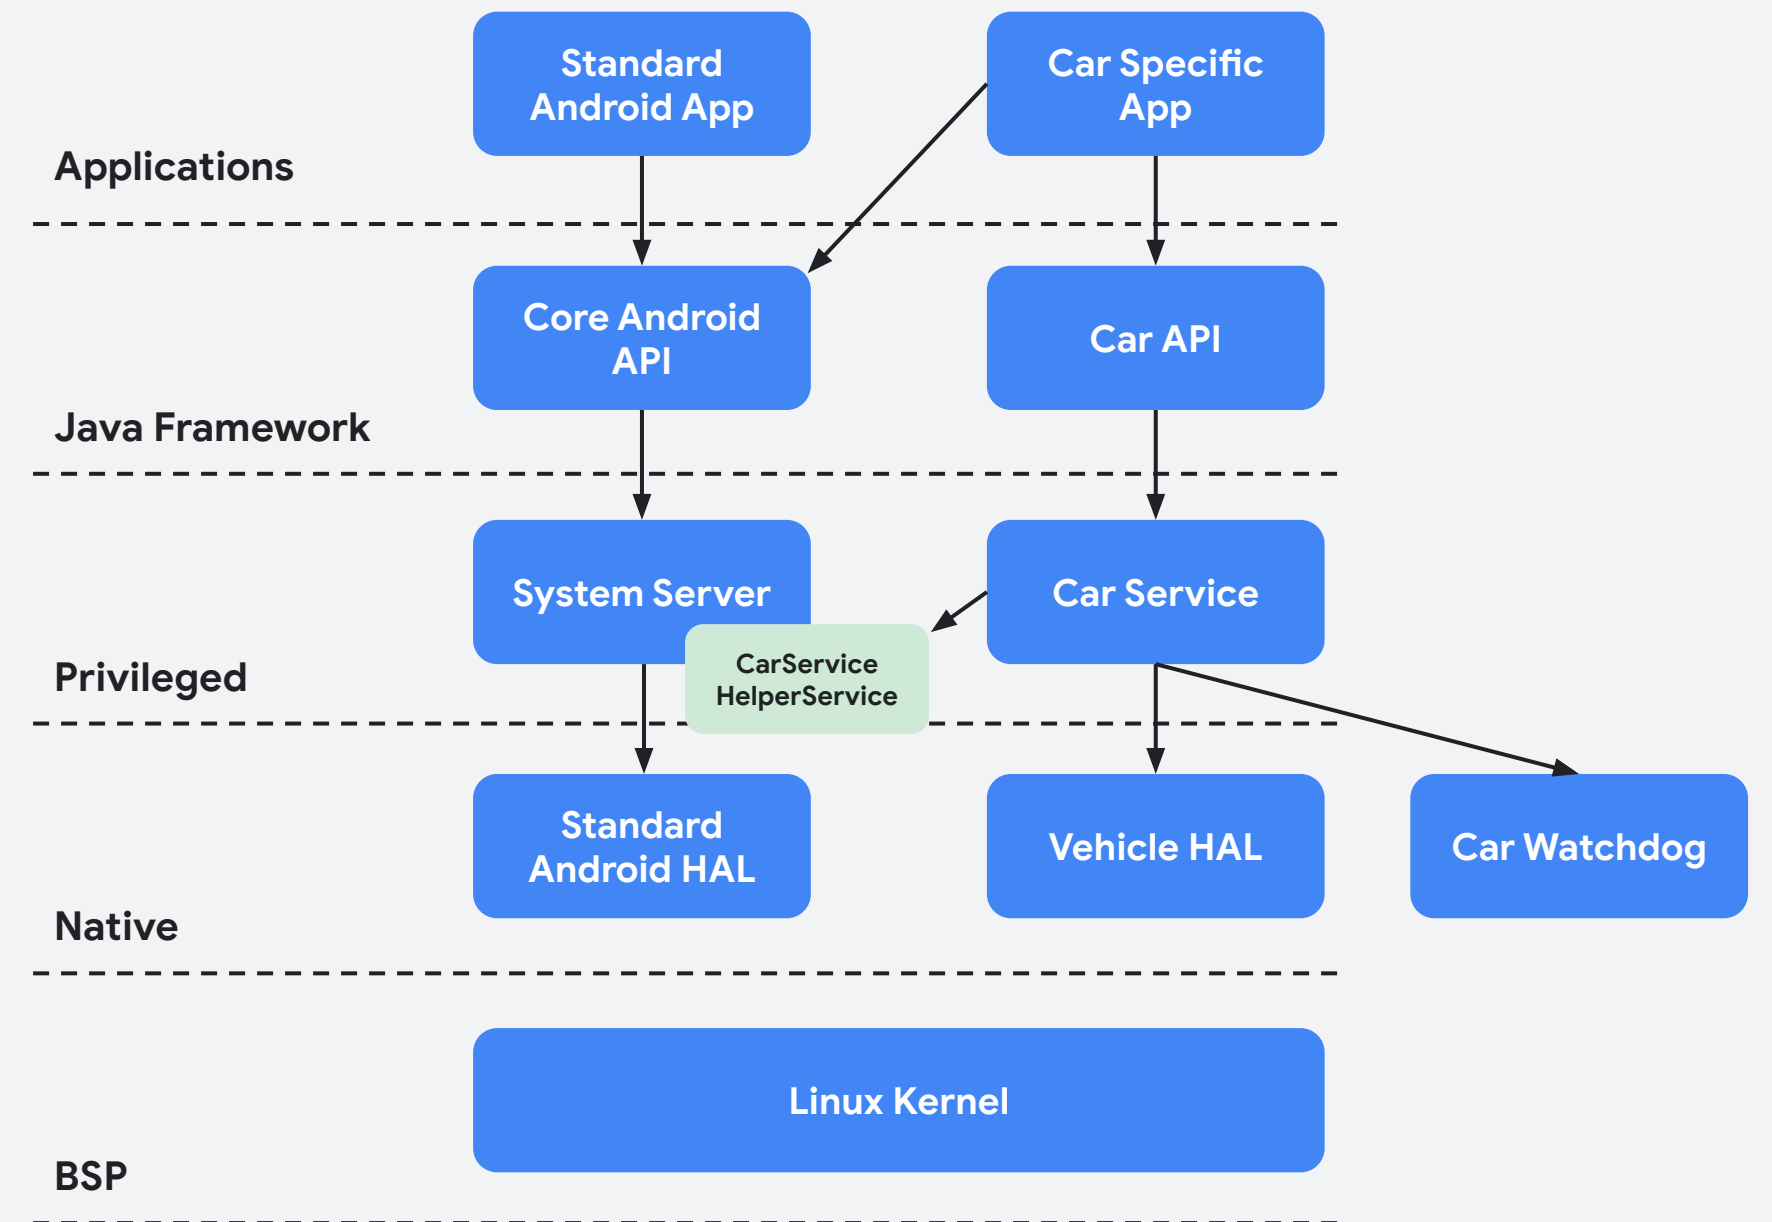 Standard
Android App
Car Specific
App
Applications
Core Android
API
Car API
Java Framework
System Server
Car Service
CarService
HelperService
Privileged
Standard
Android HAL
Vehicle HAL
Car Watchdog
Native
Linux Kernel
BSP